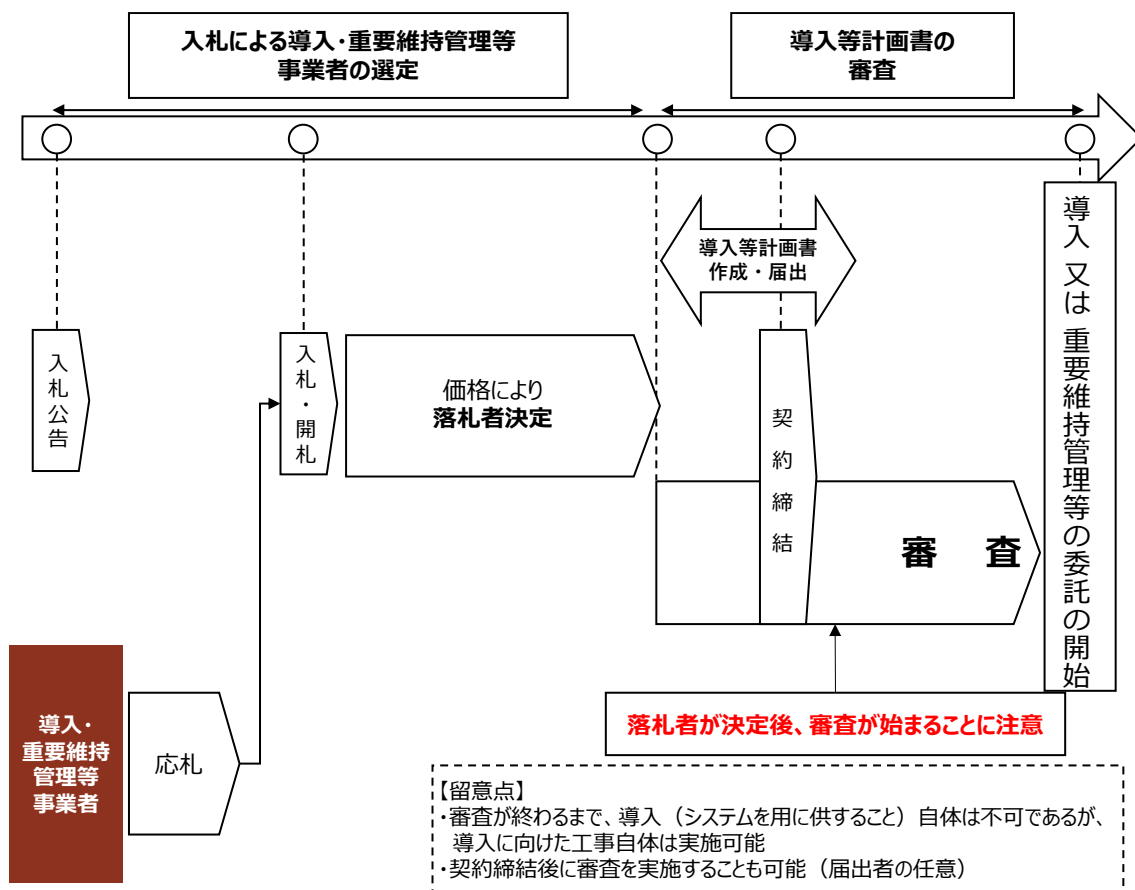 入札による導入・重要維持管理等
事業者の選定
導入等計画書の
審査
導入等計画書
作成・届出
入札公告
入札・開札
価格により
落札者決定
契約締結
審　査
導入 又は 重要維持管理等の委託の開始
導入・
重要維持
管理等
事業者
応札
落札者が決定後、審査が始まることに注意
【留意点】
・審査が終わるまで、導入（システムを用に供すること）自体は不可であるが、
導入に向けた工事自体は実施可能
・契約締結後に審査を実施することも可能（届出者の任意）